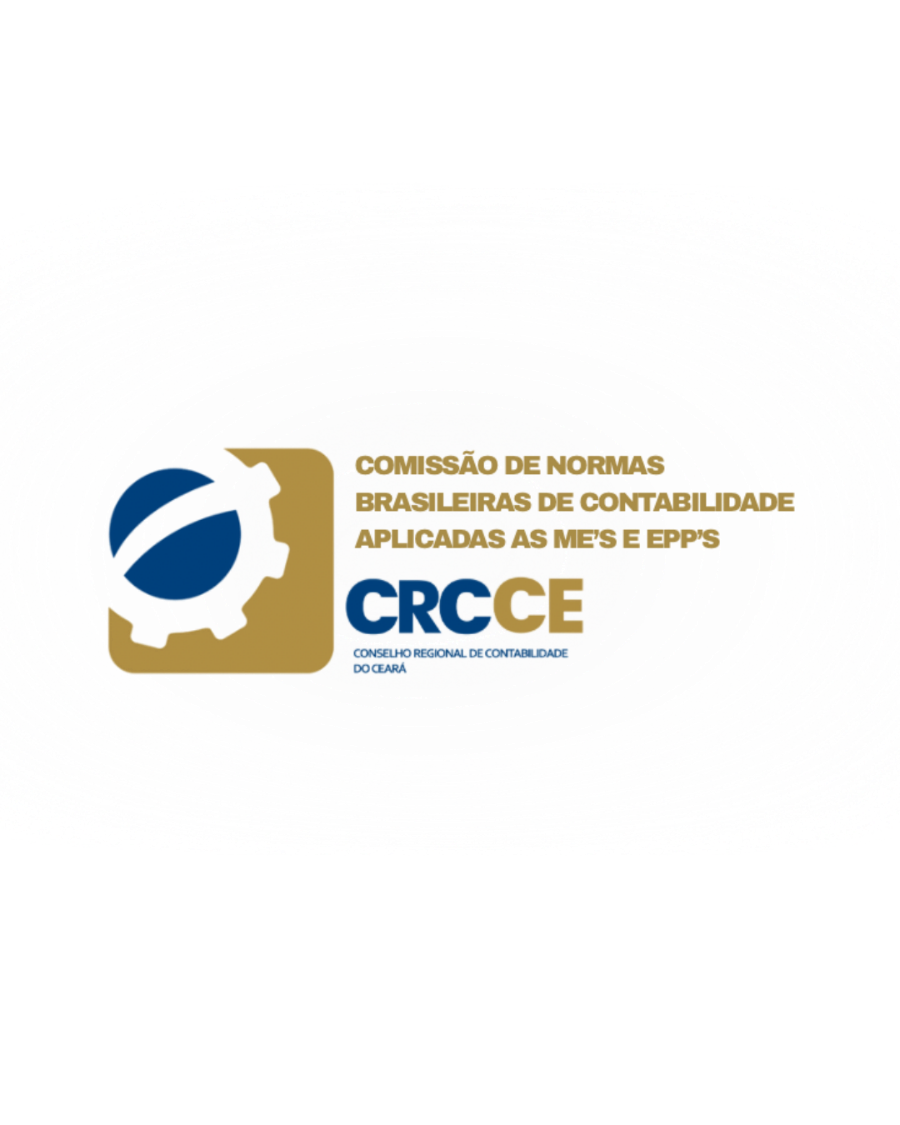 COMISSÃO DE NORMAS
BRASILEIRAS DE CONTABILIDADE
APLICADAS AS ME'S E EPP'S
CRCCE
CONSELHO REGIONAL DE CONTABILIDADE
DO CEARÁ